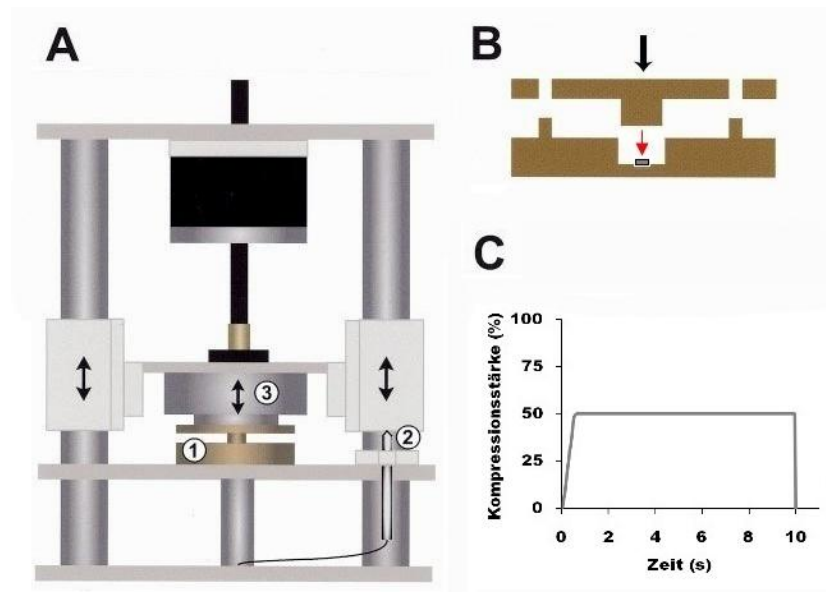 A
B
①
②
③
C
Kompressionsstärke (%)
100
75
50
25
0
0 2 4 6 8 10
Zeit (s)